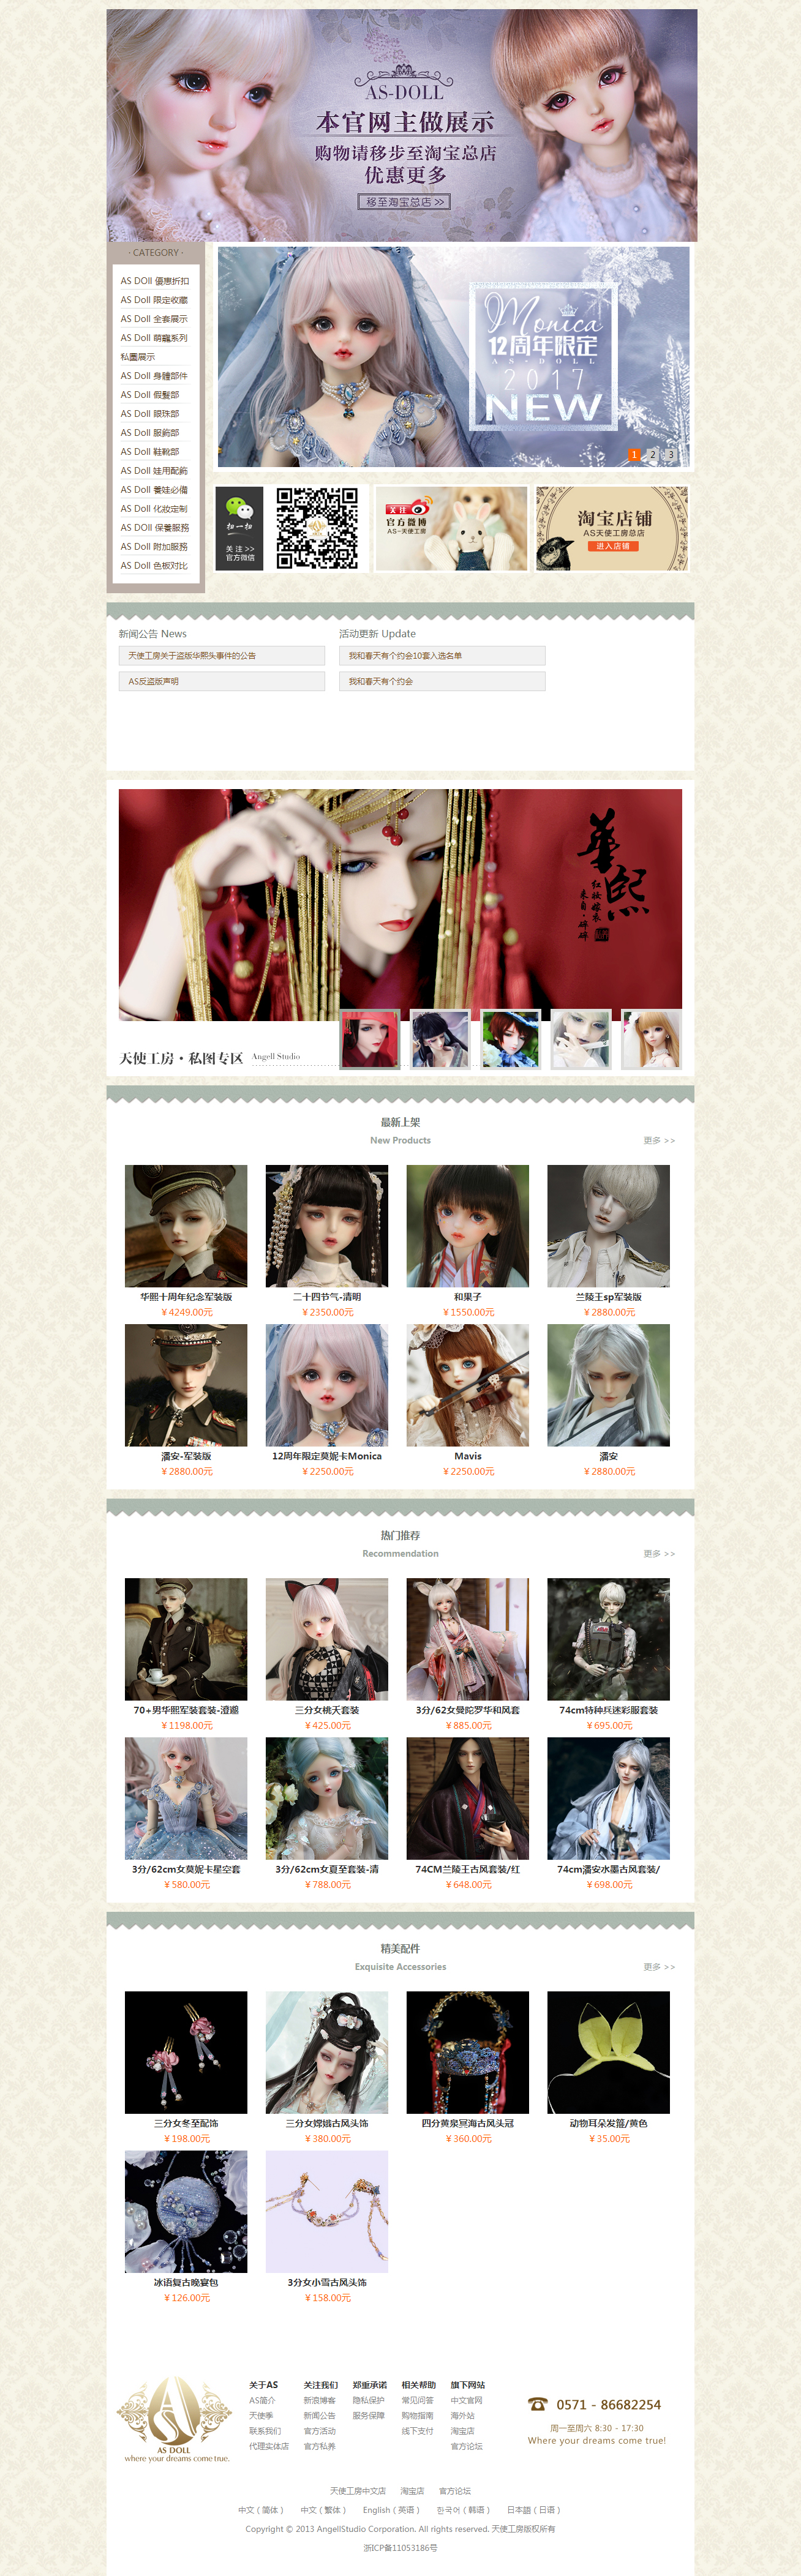 AS-DOLL
本官网主做展示
购物请移步至淘宝总店
优惠更多
移至淘宝总店 >>
· CATEGORY ·
AS DOll 優惠折扣
AS Doll 限定收藏
AS Doll 全套展示
AS Doll 萌寵系列
私圖展示
AS Doll 身體部件
AS Doll 假髮部
AS Doll 眼珠部
AS Doll 服飾部
AS Doll 鞋靴部
AS Doll 娃用配飾
AS Doll 養娃必備
AS Doll 化妝定制
AS DOll 保養服務
AS Doll 附加服務
AS Doll 色板对比
Monica
12周年限定
AS·DOLL
2017
NEW
1 2 3
扫一扫
关 注 >>
官方微信
关注
官方微博
AS-天使工房
淘宝店铺
AS天使工房总店
进入店铺
新闻公告 News
天使工房关于盗版华熙头事件的公告
AS反盗版声明
活动更新 Update
我和春天有个约会10套入选名单
我和春天有个约会
華熙
红妆嫁衣
天使工房·私图专区 Angell Studio
最新上架
New Products
更多 >>
华熙十周年纪念军装版 二十四节气-清明 和果子 兰陵王sp军装版
￥4249.00元 ￥2350.00元 ￥1550.00元 ￥2880.00元
潘安-军装版 12周年限定莫妮卡Monica Mavis 潘安
￥2880.00元 ￥2250.00元 ￥2250.00元 ￥2880.00元
热门推荐
Recommendation
更多 >>
70+男华熙军装套装-澄邈 三分女桃夭套装 3分/62女曼陀罗华和风套 74cm特种兵迷彩服套装
￥1198.00元 ￥425.00元 ￥885.00元 ￥695.00元
3分/62cm女莫妮卡星空套 3分/62cm女夏至套装-清 74CM兰陵王古风套装/红 74cm潘安水墨古风套装/
￥580.00元 ￥788.00元 ￥648.00元 ￥698.00元
精美配件
Exquisite Accessories
更多 >>
三分女冬至配饰 三分女嫦娥古风头饰 四分黄泉冥海古风头冠 动物耳朵发箍/黄色
￥198.00元 ￥380.00元 ￥360.00元 ￥35.00元
冰语复古晚宴包 3分女小雪古风头饰
￥126.00元 ￥158.00元
AS DOLL
where your dreams come true.
关于AS
AS简介
天使季
联系我们
代理实体店
关注我们
新浪博客
新闻公告
官方活动
官方私养
郑重承诺
隐私保护
服务保障
相关帮助
常见问答
购物指南
线下支付
旗下网站
中文官网
海外站
淘宝店
官方论坛
0571 - 86682254
周一至周六 8:30 - 17:30
Where your dreams come true!
天使工房中文店 淘宝店 官方论坛
中文（简体） 中文（繁体） English（英语） 한국어（韩语） 日本語（日语）
Copyright © 2013 AngellStudio Corporation. All rights reserved. 天使工房版权所有
浙ICP备11053186号